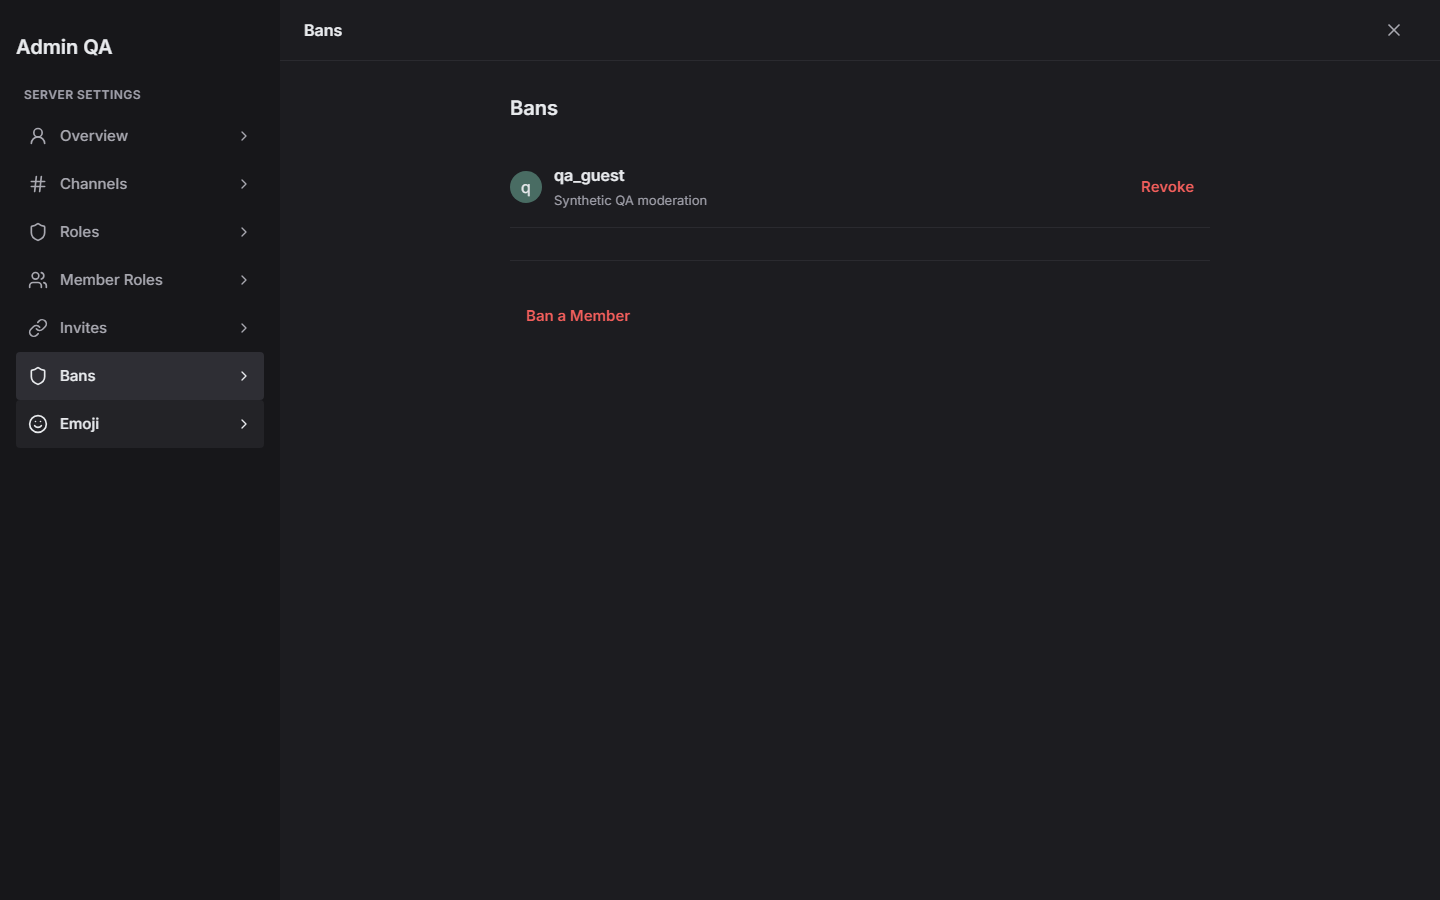 Admin QA
SERVER SETTINGS
Overview
Channels
Roles
Member Roles
Invites
Bans
Emoji
Bans
Bans
q
qa_guest
Synthetic QA moderation
Revoke
Ban a Member